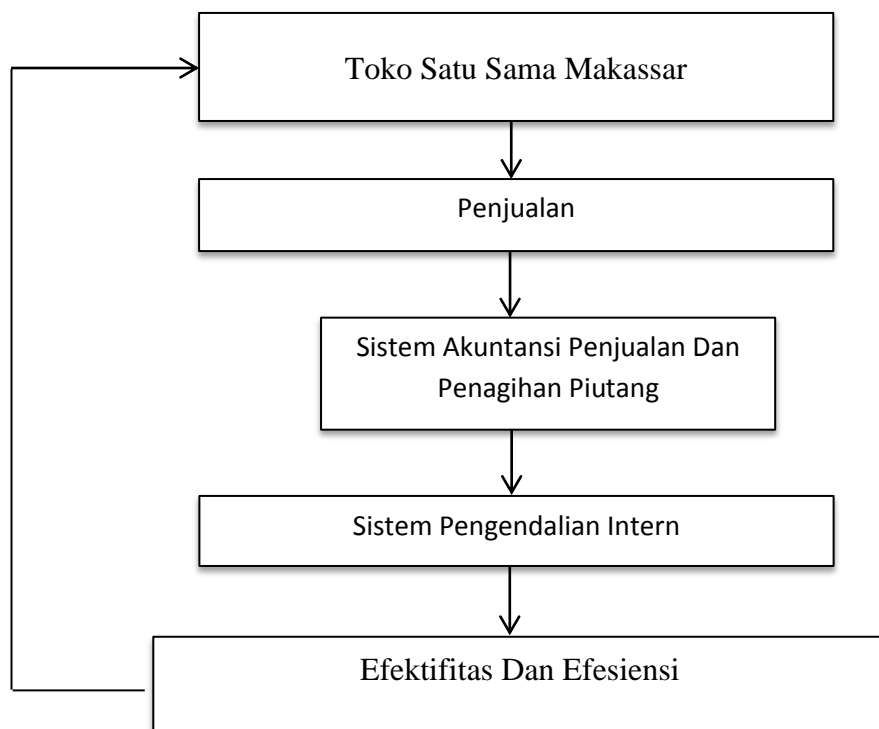 Toko Satu Sama Makassar
Penjualan
Sistem Akuntansi Penjualan Dan
Penagihan Piutang
Sistem Pengendalian Intern
Efektifitas Dan Efesiensi